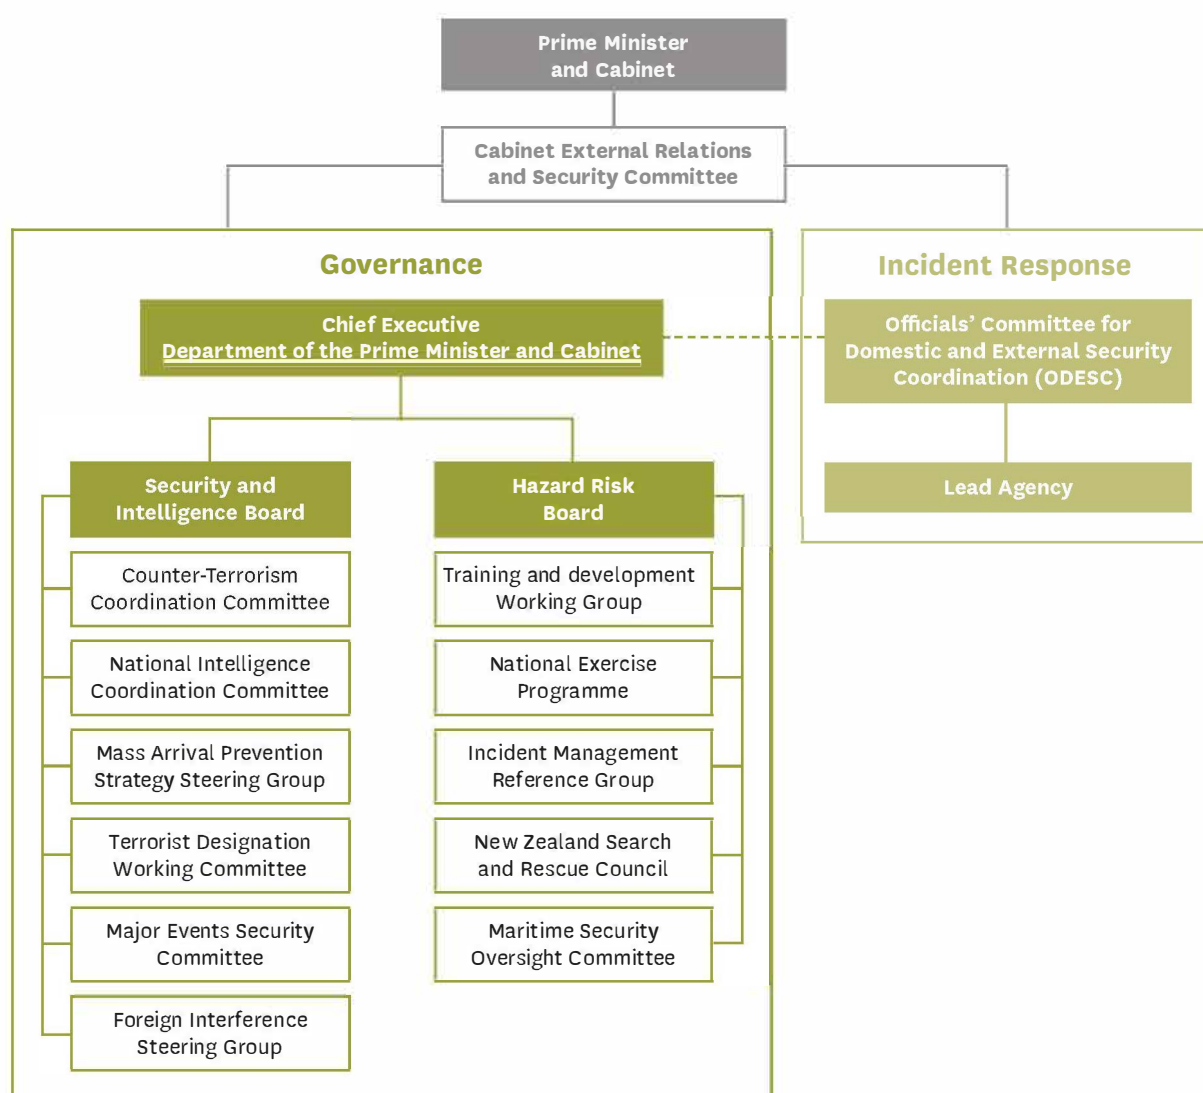 Prime Minister
and Cabinet
Cabinet External Relations
and Security Committee
Governance
Chief Executive
Department of the Prime Minister and Cabinet
Security and
Intelligence Board
Counter-Terrorism
Coordination Committee
National Intelligence
Coordination Committee
Mass Arrival Prevention
Strategy Steering Group
Terrorist Designation
Working Committee
Major Events Security
Committee
Foreign Interference
Steering Group
Hazard Risk
Board
Training and development
Working Group
National Exercise
Programme
Incident Management
Reference Group
New Zealand Search
and Rescue Council
Maritime Security
Oversight Committee
Incident Response
Officials’ Committee for
Domestic and External Security
Coordination (ODESC)
Lead Agency